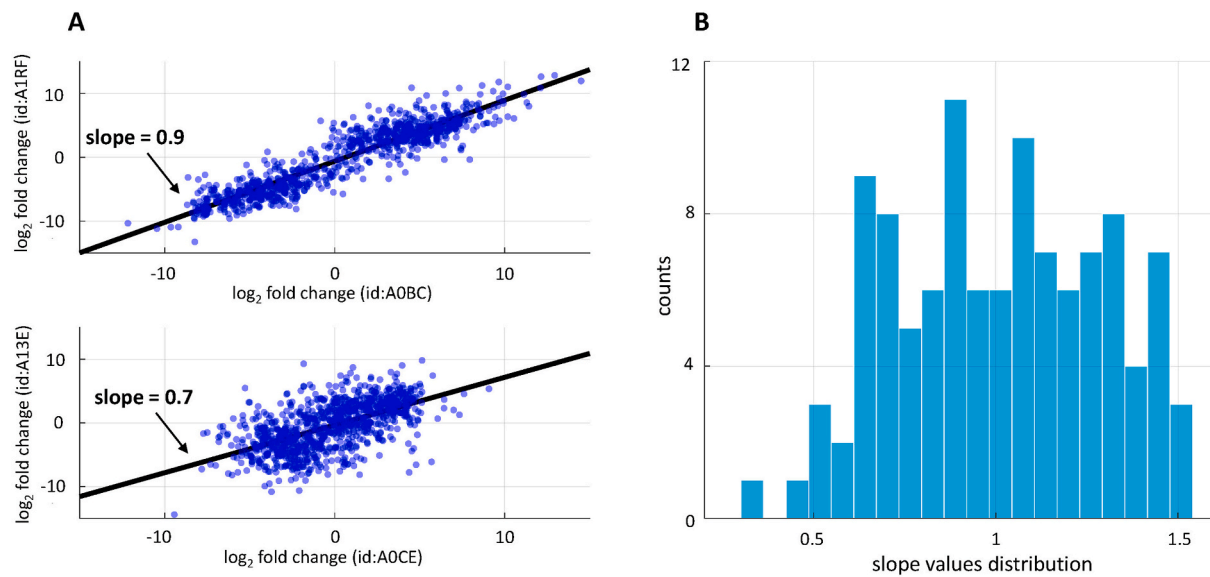 A
log₂ fold change (id:A1RF)
10
0
-10
slope = 0.9
-10
0
10
log₂ fold change (id:A0BC)
log₂ fold change (id:A13E)
10
0
-10
slope = 0.7
-10
0
10
log₂ fold change (id:A0CE)
B
counts
12
8
4
0
0.5
1
1.5
slope values distribution